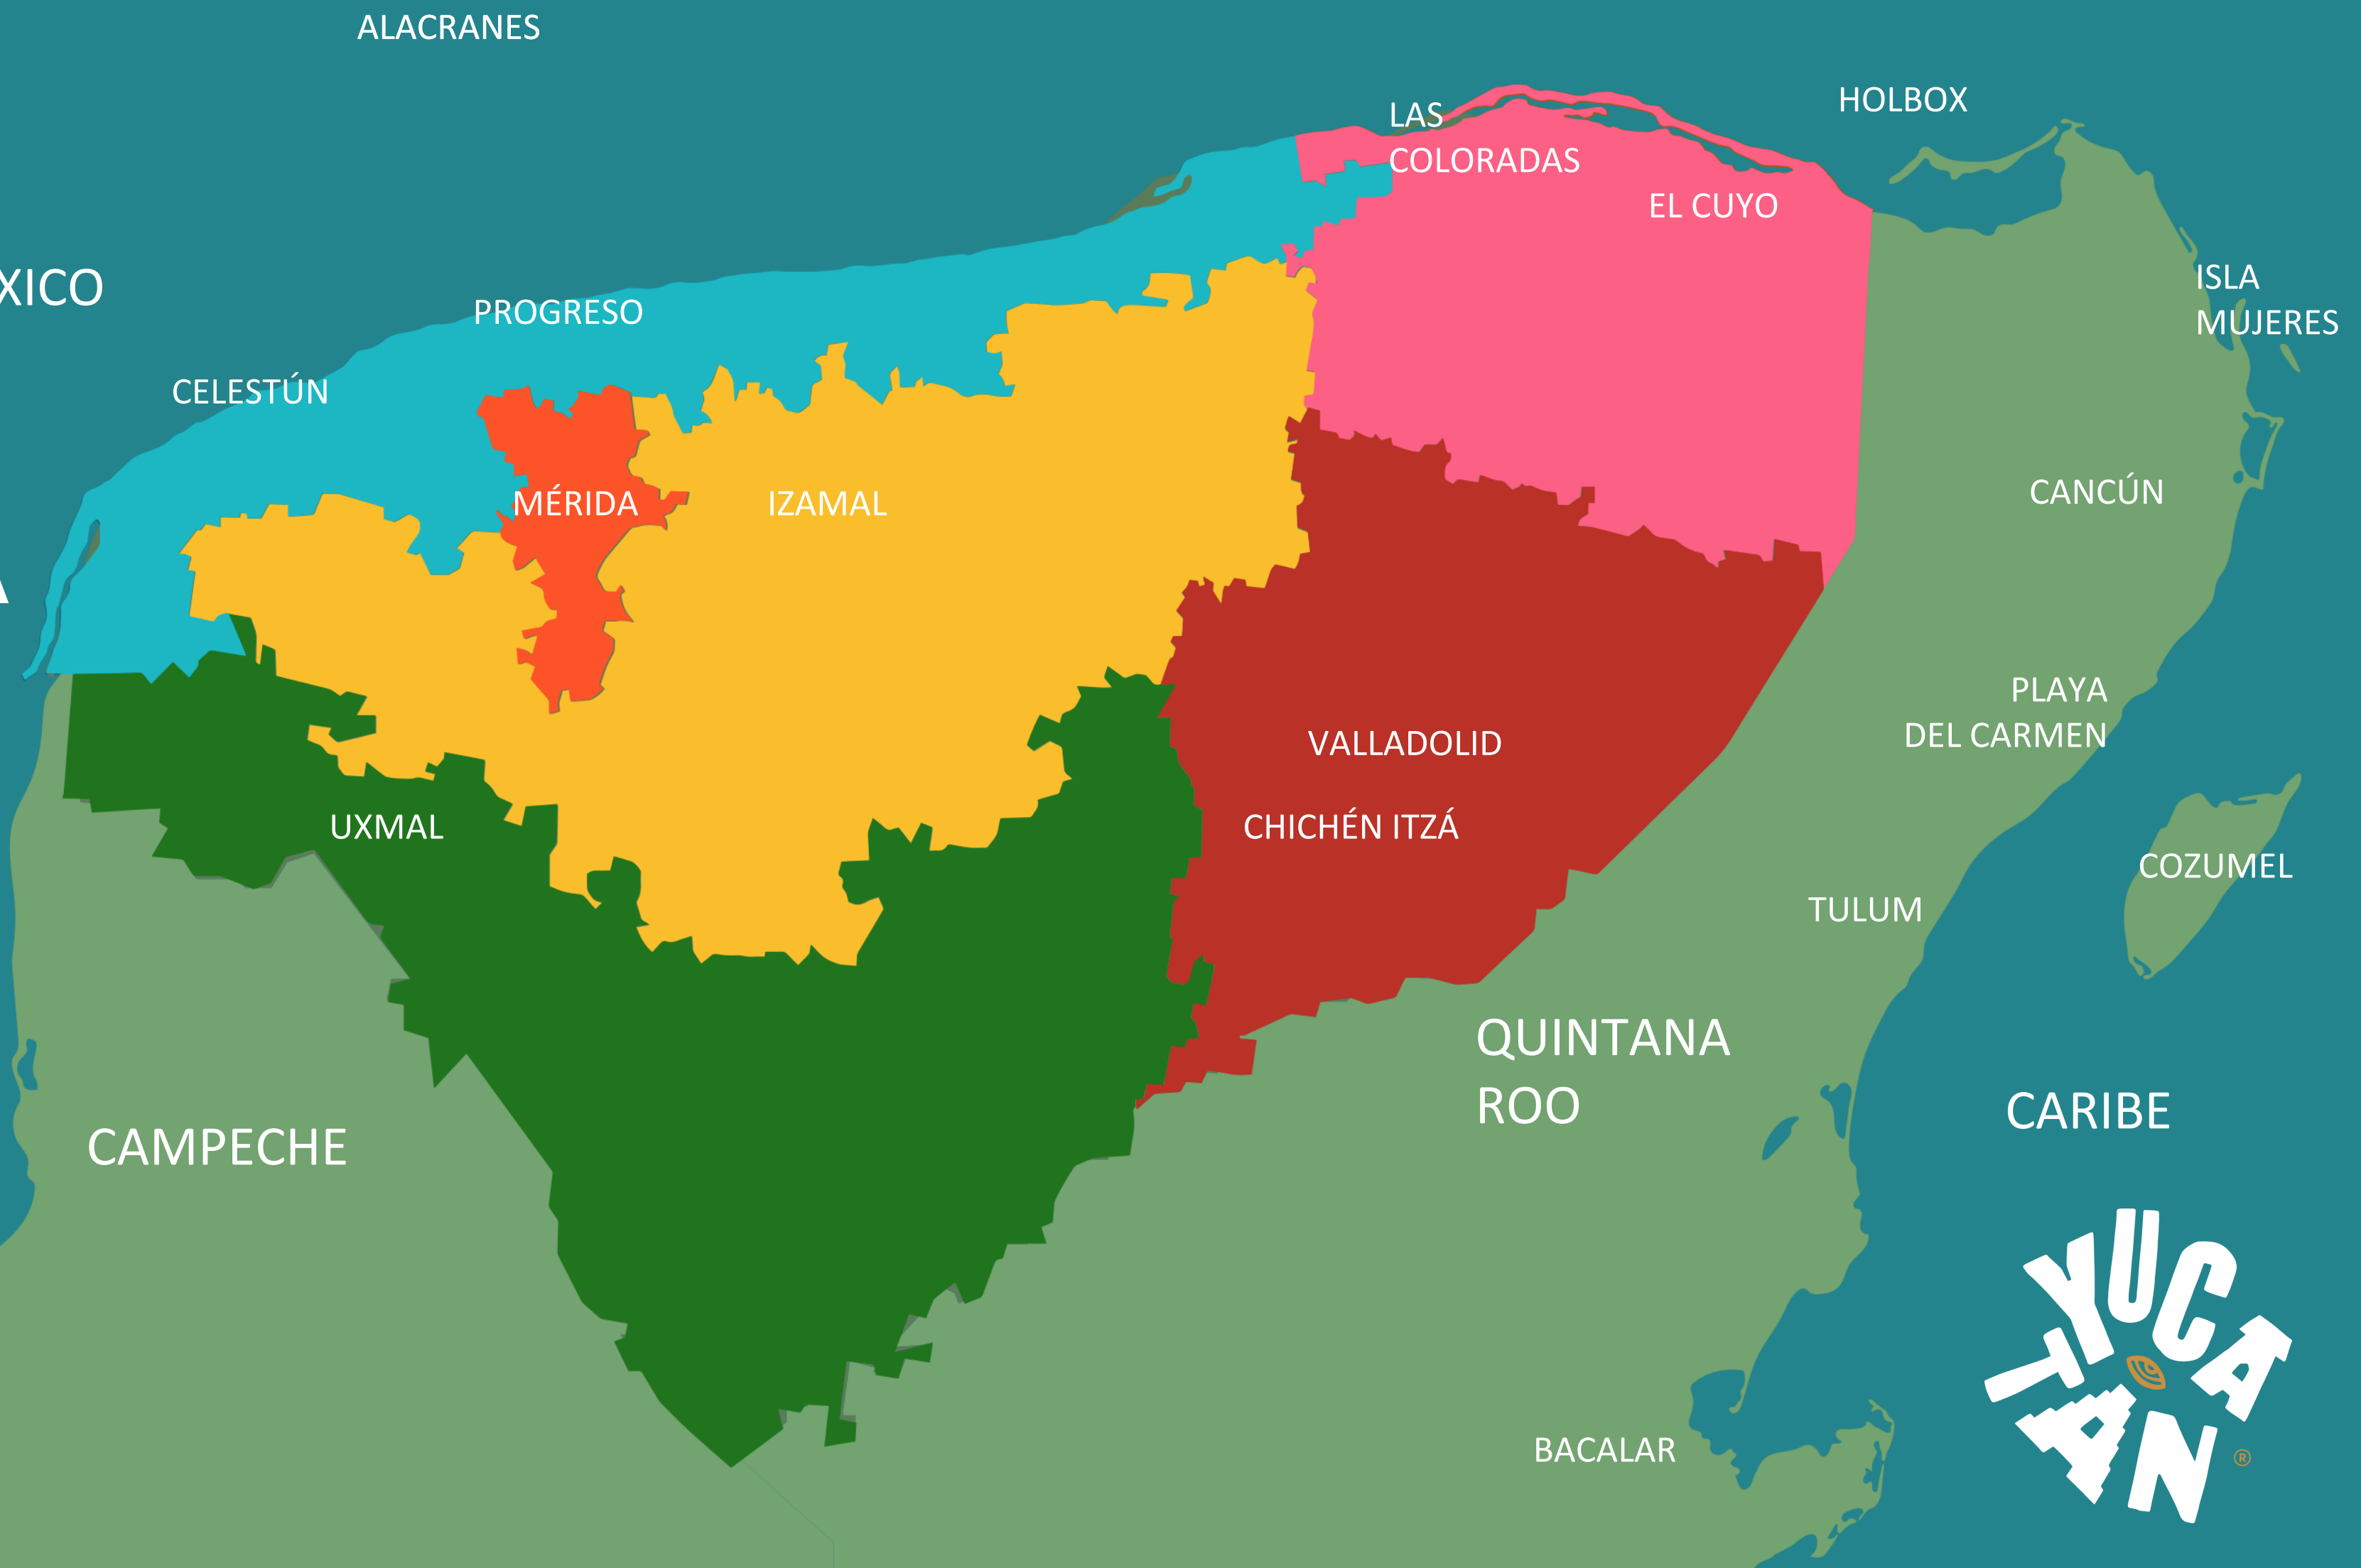 ALACRANES
HOLBOX
LAS
COLORADAS
EL CUYO
XICO
ISLA
MUJERES
PROGRESO
CELESTÚN
MÉRIDA
IZAMAL
CANCÚN
A
PLAYA
DEL CARMEN
VALLADOLID
UXMAL
CHICHÉN ITZÁ
COZUMEL
TULUM
QUINTANA
ROO
CARIBE
CAMPECHE
YUCATAN
®
BACALAR